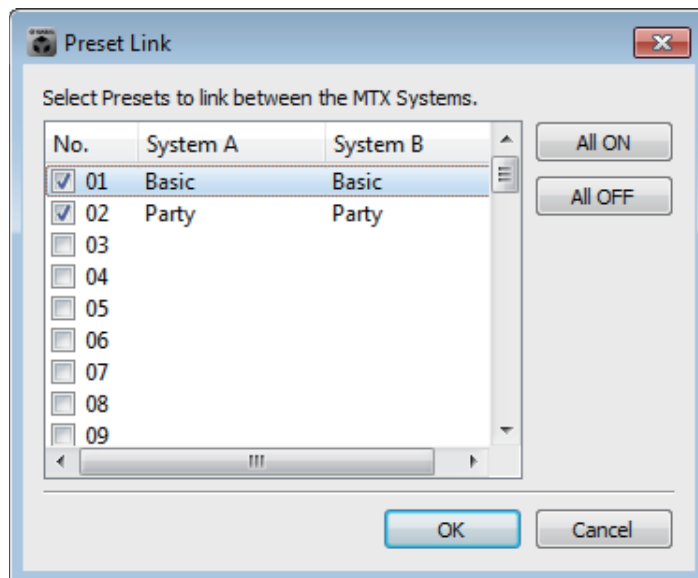 Preset Link
Select Presets to link between the MTX Systems.
No. System A System B
All ON
01 Basic Basic
All OFF
02 Party Party
03
04
05
06
07
08
09
OK Cancel